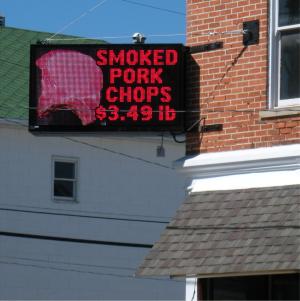 SMOKED
PORK
CHOPS
$3.49 lb